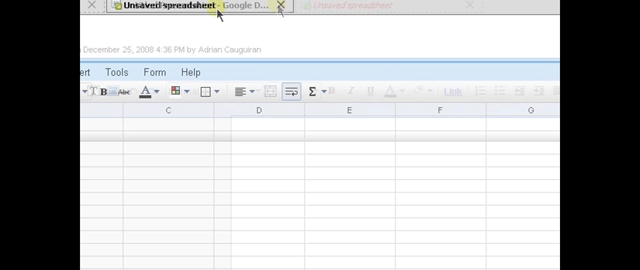 Unsaved spreadsheet - Google D... Unsaved spreadsheet
December 25, 2008 4:36 PM by Adrian Cauguiran
ert Tools Form Help
T B Abc A Σ B I U A Link
C D E F G